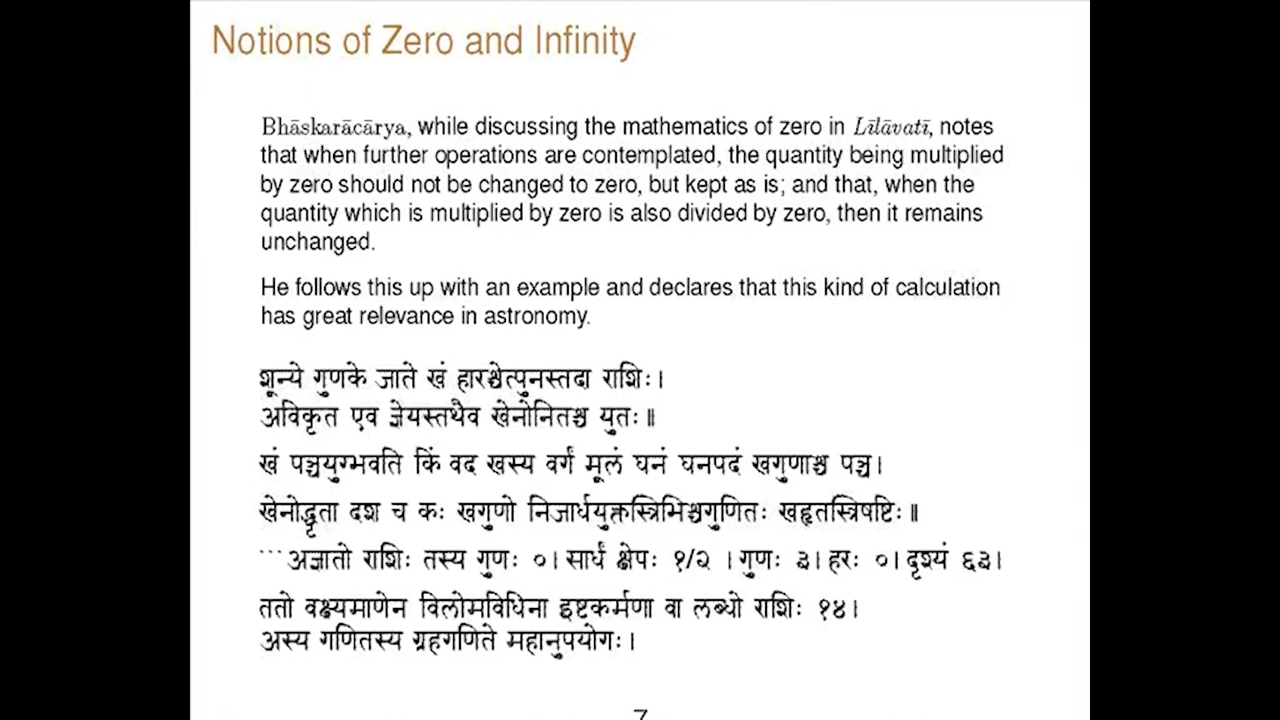 Notions of Zero and Infinity
Bhāskarācārya, while discussing the mathematics of zero in Līlāvatī, notes
that when further operations are contemplated, the quantity being multiplied
by zero should not be changed to zero, but kept as is; and that, when the
quantity which is multiplied by zero is also divided by zero, then it remains
unchanged.
He follows this up with an example and declares that this kind of calculation
has great relevance in astronomy.
शून्ये गुणके जाते खं हारश्चेत्पुनस्तदा राशिः।
अविकृत एव ज्ञेयस्तथैव खेनोनितश्च युतः॥
खं पञ्चयुग्भवति किं वद खस्य वर्गं मूलं घनं घनपदं खगुणाश्च पञ्च।
खेनोद्धृता दश च कः खगुणो निजार्धयुक्तस्त्रिभिश्चगुणितः खहृतस्त्रिषष्टिः॥
...अज्ञातो राशिः तस्य गुणः ०। सार्धं क्षेपः १/२ । गुणः ३। हरः ०। दृश्यं ६३।
ततो वक्ष्यमाणेन विलोमविधिना इष्टकर्मणा वा लब्धो राशिः १४।
अस्य गणितस्य ग्रहगणिते महानुपयोगः।
7